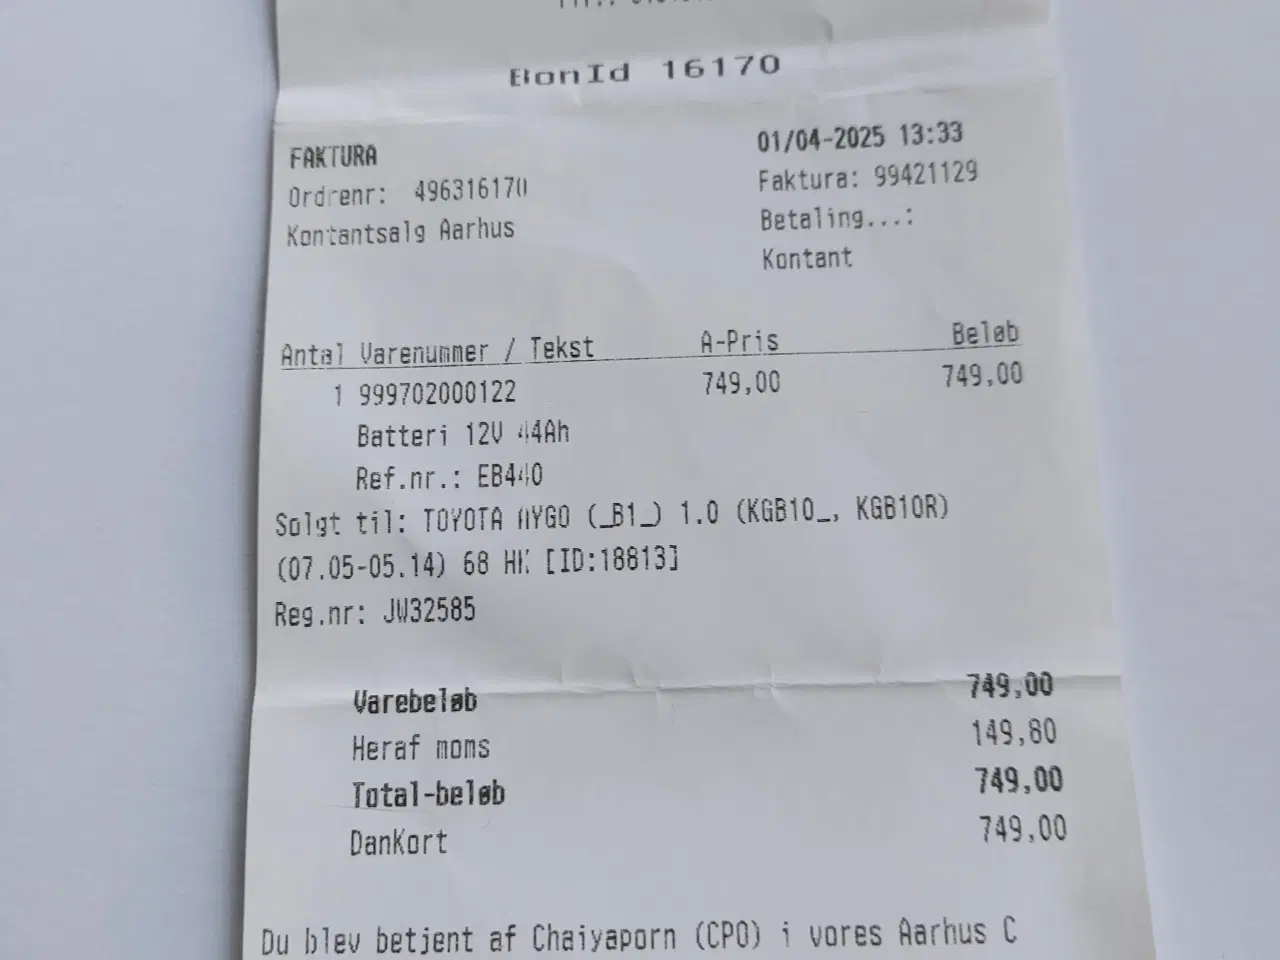 BonId 16170
FAKTURA
01/04-2025 13:33
Ordrenr: 496316170
Faktura: 99421129
Kontantsalg Aarhus
Betaling...:
Kontant
Antal Varenummer / Tekst A-Pris Beløb
1 999702000122 749,00 749,00
Batteri 12V 44Ah
Ref.nr.: EB440
Solgt til: TOYOTA AYGO (_B1_) 1.0 (KGB10_, KGB10R)
(07.05-05.14) 68 HK [ID:18813]
Reg.nr: JW32585
Varebeløb 749,00
Heraf moms 149,80
Total-beløb 749,00
DanKort 749,00
Du blev betjent af Chaiyaporn (CPO) i vores Aarhus C